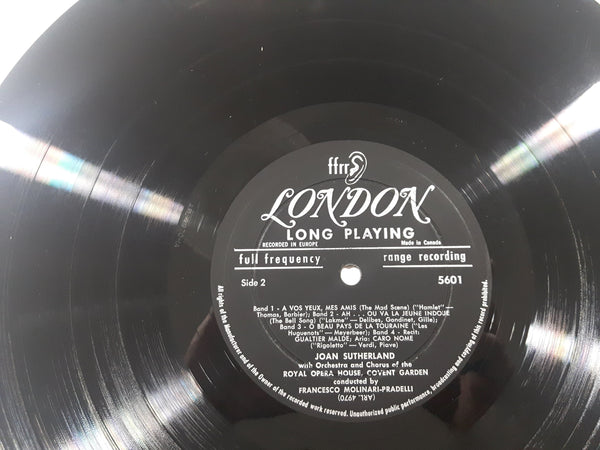 ffrr
LONDON
LONG PLAYING
RECORDED IN EUROPE Made in Canada
full frequency range recording
Side 2 5601
Band 1 - A VOS YEUX, MES AMIS (The Mad Scene) ("Hamlet"—
Thomas, Barbier); Band 2 - AH . . . OU VA LA JEUNE INDOUE
(The Bell Song) ("Lakme" — Delibes, Gondinet, Gille);
Band 3 - O BEAU PAYS DE LA TOURAINE ("Les
Huguenots" — Meyerbeer); Band 4 - Recit:
GUALTIER MALDE; Aria: CARO NOME
("Rigoletto" — Verdi, Piave)
JOAN SUTHERLAND
with Orchestra and Chorus of the
ROYAL OPERA HOUSE, COVENT GARDEN
conducted by
FRANCESCO MOLINARI-PRADELLI
(ARL. 4970)
All rights of the Manufacturer and of the Owner of the recorded work reserved. Unauthorized public performance, broadcasting and copying of this record prohibited.